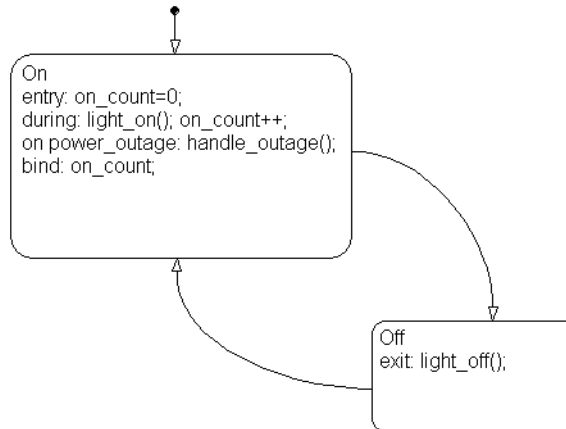 On
entry: on_count=0;
during: light_on(); on_count++;
on power_outage: handle_outage();
bind: on_count;
Off
exit: light_off();